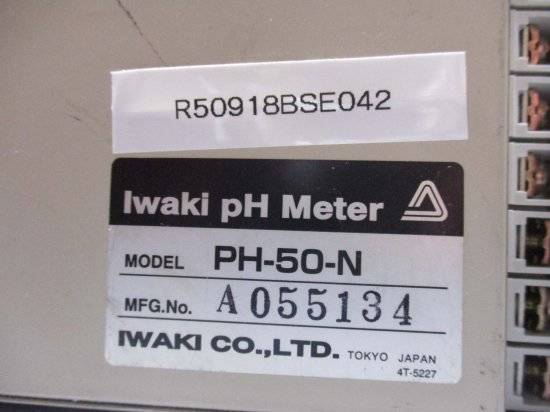 R50918BSE042
Iwaki pH Meter
MODEL PH-50-N
MFG.No. A055134
IWAKI CO.,LTD. TOKYO JAPAN
4T-5227